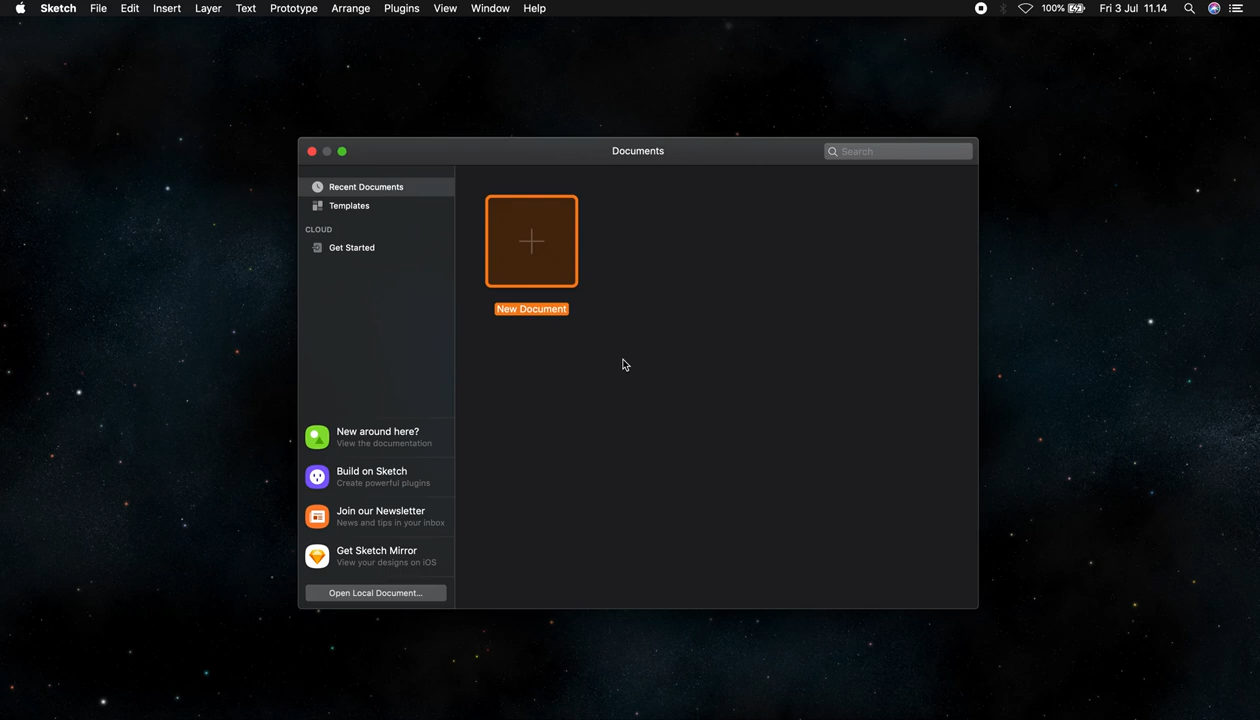 Sketch File Edit Insert Layer Text Prototype Arrange Plugins View Window Help 100% Fri 3 Jul 11.14
Documents
Search
Recent Documents
Templates
CLOUD
Get Started
New Document
New around here?
View the documentation
Build on Sketch
Create powerful plugins
Join our Newsletter
News and tips in your inbox
Get Sketch Mirror
View your designs on iOS
Open Local Document...